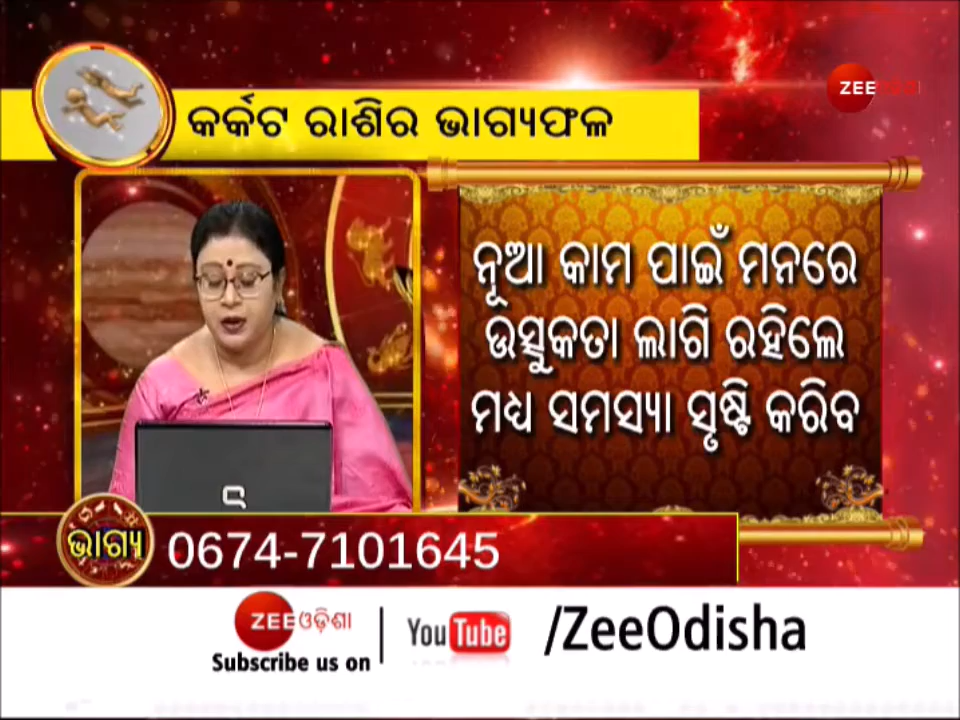 କର୍କଟ ରାଶିର ଭାଗ୍ୟଫଳ
ZEE
ନୂଆ କାମ ପାଇଁ ମନରେ
ଉତ୍ସୁକତା ଲାଗି ରହିଲେ
ମଧ୍ୟ ସମସ୍ୟା ସୃଷ୍ଟି କରିବ
ଭାଗ୍ୟ
0674-7101645
ZEE ଓଡ଼ିଶା
Subscribe us on
YouTube
/ZeeOdisha